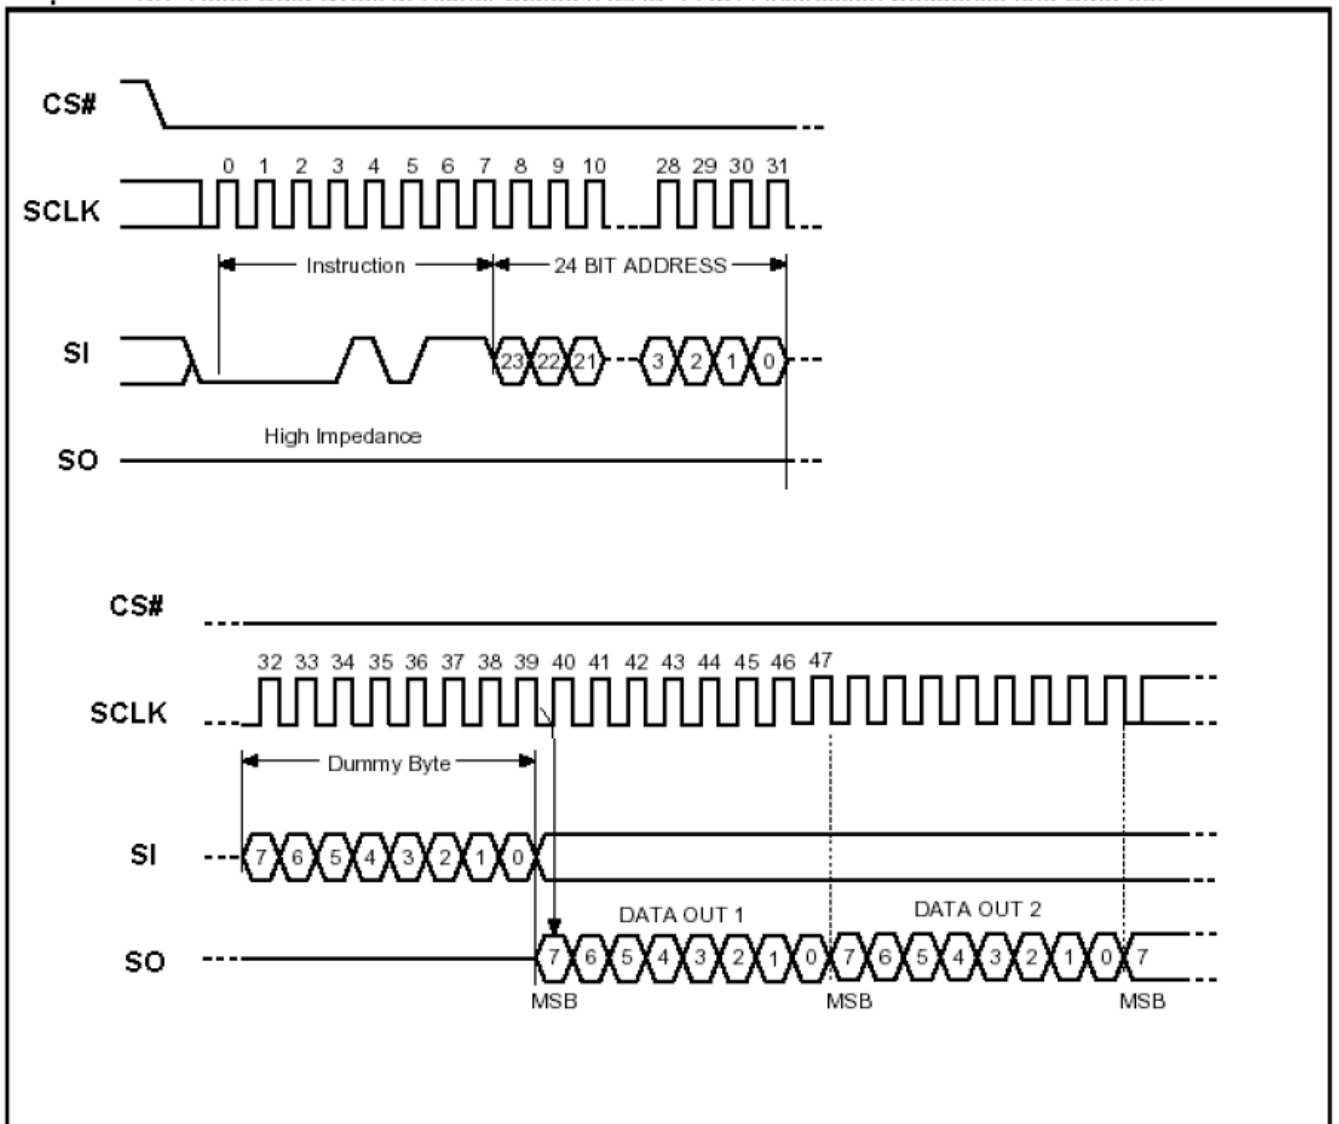 CS#
0 1 2 3 4 5 6 7 8 9 10 28 29 30 31
SCLK
Instruction 24 BIT ADDRESS
SI 23 22 21 3 2 1 0
High Impedance
SO
CS#
32 33 34 35 36 37 38 39 40 41 42 43 44 45 46 47
SCLK
Dummy Byte
SI 7 6 5 4 3 2 1 0
DATA OUT 1 DATA OUT 2
SO 7 6 5 4 3 2 1 0 7 6 5 4 3 2 1 0 7
MSB MSB MSB